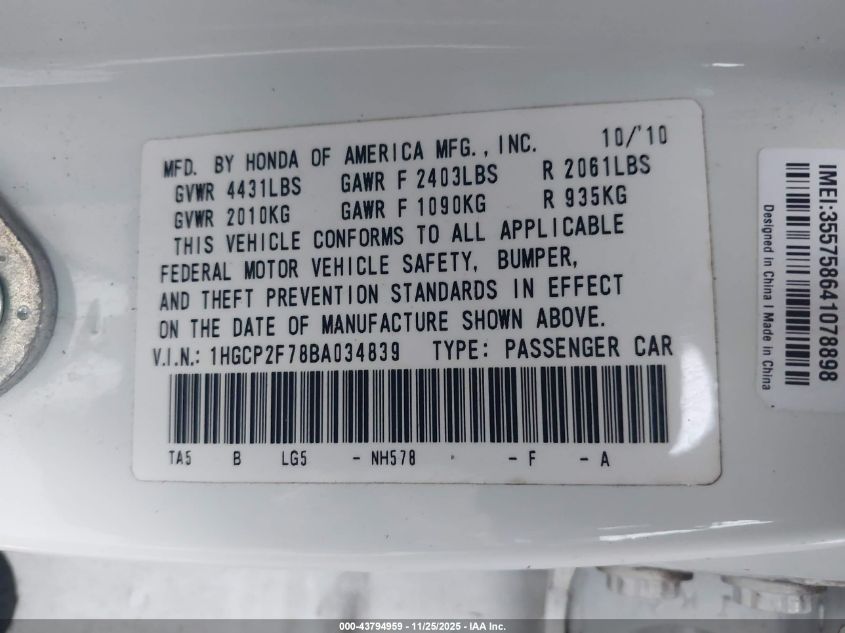 MFD. BY HONDA OF AMERICA MFG., INC. 10/'10
GVWR 4431LBS GAWR F 2403LBS R 2061LBS
GVWR 2010KG GAWR F 1090KG R 935KG
THIS VEHICLE CONFORMS TO ALL APPLICABLE
FEDERAL MOTOR VEHICLE SAFETY, BUMPER,
AND THEFT PREVENTION STANDARDS IN EFFECT
ON THE DATE OF MANUFACTURE SHOWN ABOVE.
V.I.N.: 1HGCP2F78BA034839 TYPE: PASSENGER CAR
TA5 B LG5 - NH578 - - F - A
IMEI:355758641078898
Designed in China I Made in China
000-43794959 - 11/25/2025 - IAA Inc.